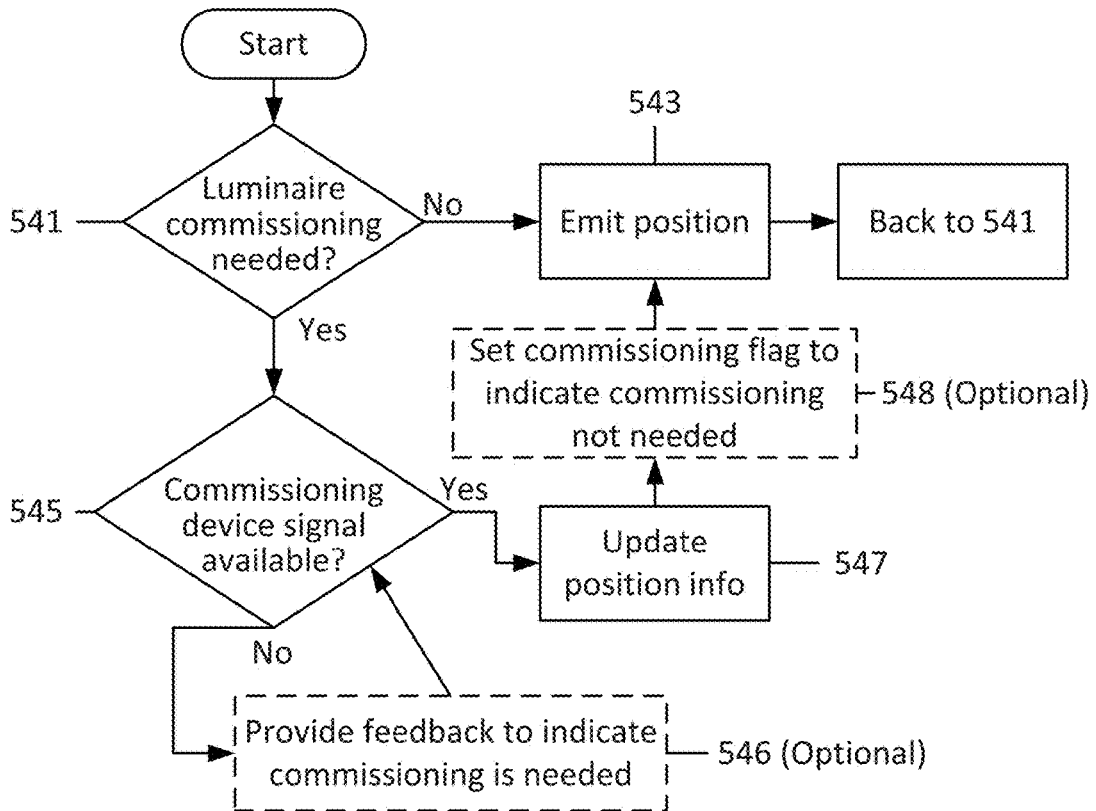 Start
543
Luminaire
commissioning
needed?
541
No
Emit position
Back to 541
Yes
Set commissioning flag to
indicate commissioning
not needed
548 (Optional)
Commissioning
device signal
available?
545
Yes
Update
position info
547
No
Provide feedback to indicate
commissioning is needed
546 (Optional)